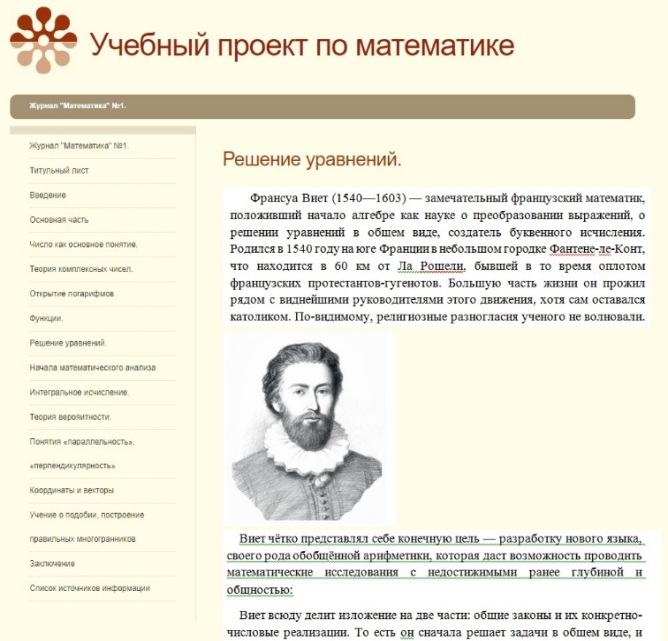 Учебный проект по математике
Журнал "Математика" №1.
Журнал "Математика" №1.
Титульный лист
Введение
Основная часть
Число как основное понятие.
Теория комплексных чисел.
Открытие логарифмов
Функции.
Решение уравнений.
Начала математического анализа
Интегральное исчисление.
Теория вероятности.
Понятия «параллельность»,
«перпендикулярность»
Координаты и векторы
Учение о подобии, построение
правильных многогранников
Заключение
Список источников информации
Решение уравнений.
Франсуа Виет (1540—1603) — замечательный французский математик,
положивший начало алгебре как науке о преобразовании выражений, о
решении уравнений в общем виде, создатель буквенного исчисления.
Родился в 1540 году на юге Франции в небольшом городке Фантене-ле-Конт,
что находится в 60 км от Ла Рошели, бывшей в то время оплотом
французских протестантов-гугенотов. Большую часть жизни он прожил
рядом с виднейшими руководителями этого движения, хотя сам оставался
католиком. По-видимому, религиозные разногласия ученого не волновали.
Виет чётко представлял себе конечную цель — разработку нового языка,
своего рода обобщённой арифметики, которая даст возможность проводить
математические исследования с недостижимыми ранее глубиной и
общностью:
Виет всюду делит изложение на две части: общие законы и их конкретно-
числовые реализации. То есть он сначала решает задачи в общем виде, и